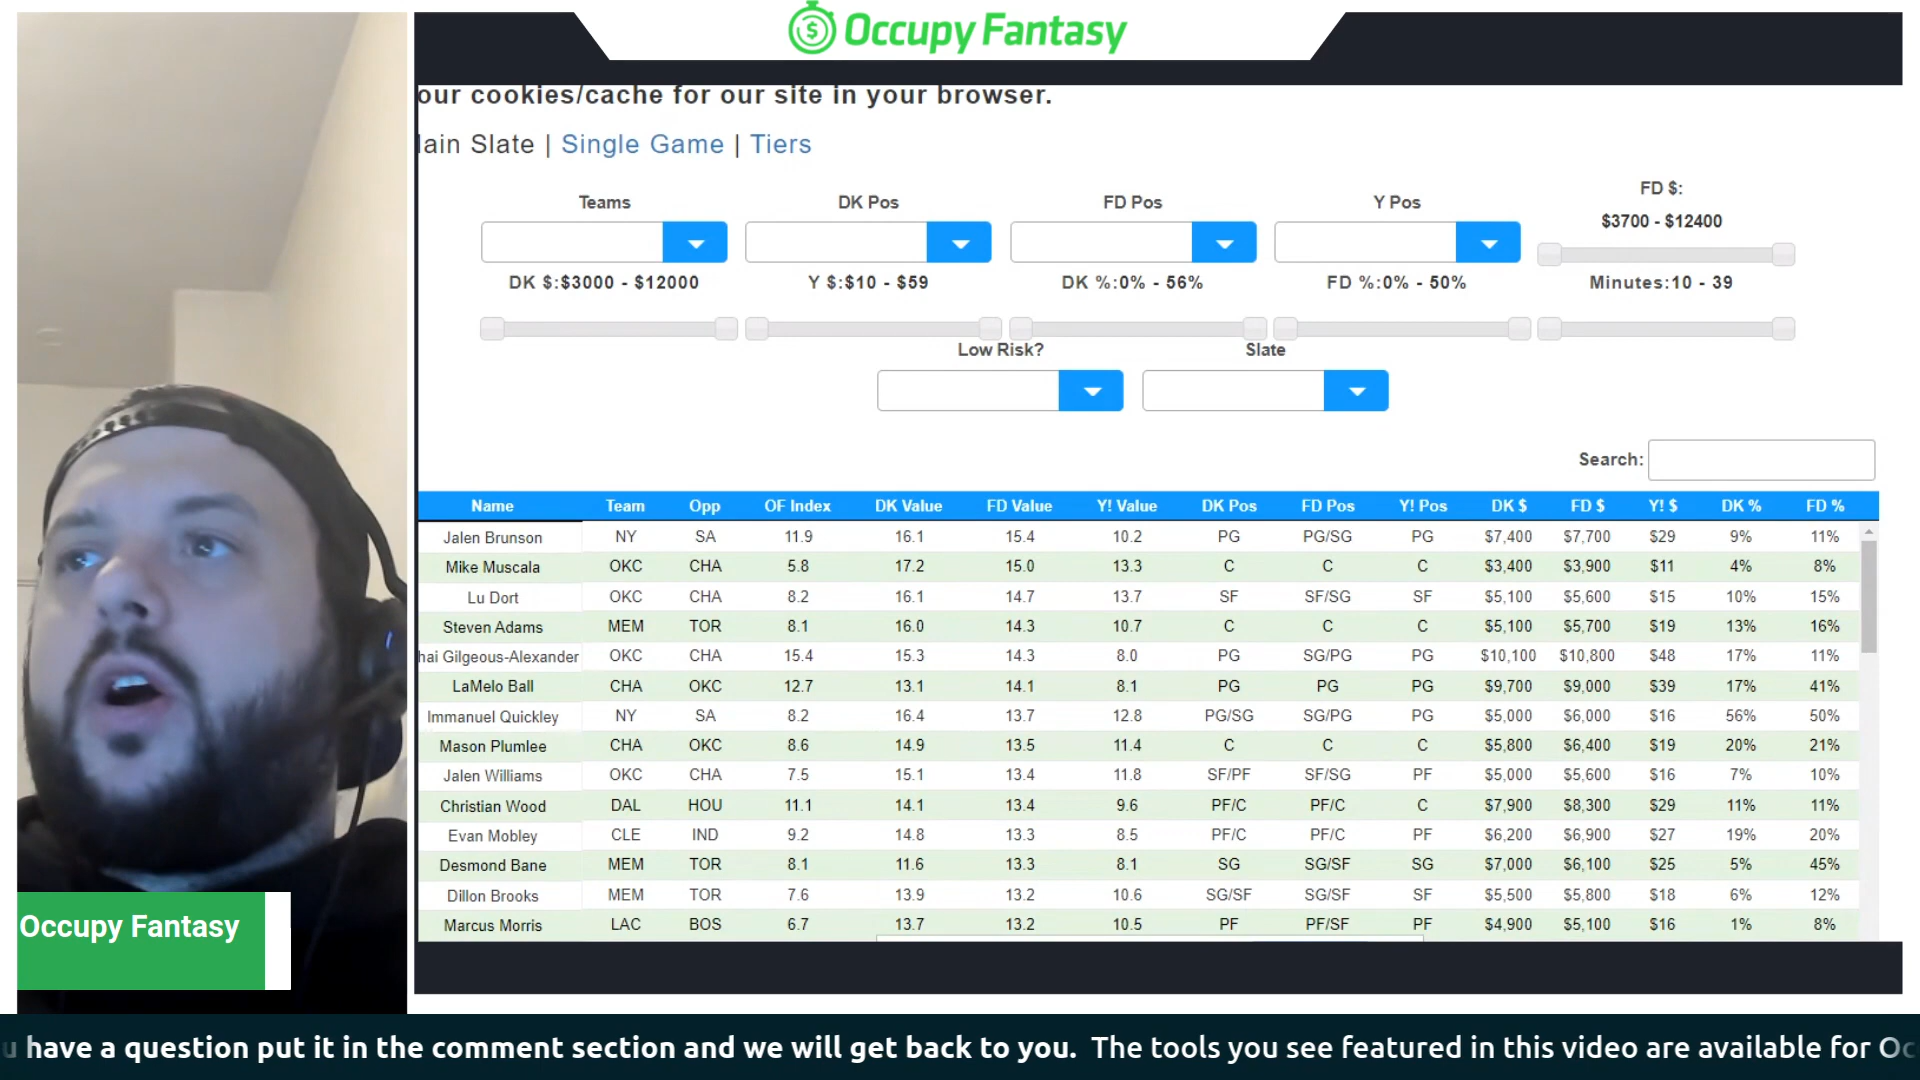 Occupy Fantasy
our cookies/cache for our site in your browser.
ain Slate | Single Game | Tiers
FD $:
Teams DK Pos FD Pos Y Pos
$3700 - $12400
DK $:$3000 - $12000 Y $:$10 - $59 DK %:0% - 56% FD %:0% - 50% Minutes:10 - 39
Low Risk? Slate
Search:
Name Team Opp OF Index DK Value FD Value Y! Value DK Pos FD Pos Y! Pos DK $ FD $ Y! $ DK % FD %
Jalen Brunson NY SA 11.9 16.1 15.4 10.2 PG PG/SG PG $7,400 $7,700 $29 9% 11%
Mike Muscala OKC CHA 5.8 17.2 15.0 13.3 C C C $3,400 $3,900 $11 4% 8%
Lu Dort OKC CHA 8.2 16.1 14.7 13.7 SF SF/SG SF $5,100 $5,600 $15 10% 15%
Steven Adams MEM TOR 8.1 16.0 14.3 10.7 C C C $5,100 $5,700 $19 13% 16%
hai Gilgeous-Alexander OKC CHA 15.4 15.3 14.3 8.0 PG SG/PG PG $10,100 $10,800 $48 17% 11%
LaMelo Ball CHA OKC 12.7 13.1 14.1 8.1 PG PG PG $9,700 $9,000 $39 17% 41%
Immanuel Quickley NY SA 8.2 16.4 13.7 12.8 PG/SG SG/PG PG $5,000 $6,000 $16 56% 50%
Mason Plumlee CHA OKC 8.6 14.9 13.5 11.4 C C C $5,800 $6,400 $19 20% 21%
Jalen Williams OKC CHA 7.5 15.1 13.4 11.8 SF/PF SF/SG PF $5,000 $5,600 $16 7% 10%
Christian Wood DAL HOU 11.1 14.1 13.4 9.6 PF/C PF/C C $7,900 $8,300 $29 11% 11%
Evan Mobley CLE IND 9.2 14.8 13.3 8.5 PF/C PF/C PF $6,200 $6,900 $27 19% 20%
Desmond Bane MEM TOR 8.1 11.6 13.3 8.1 SG SG/SF SG $7,000 $6,100 $25 5% 45%
Dillon Brooks MEM TOR 7.6 13.9 13.2 10.6 SG/SF SG/SF SF $5,500 $5,800 $18 6% 12%
Marcus Morris LAC BOS 6.7 13.7 13.2 10.5 PF PF/SF PF $4,900 $5,100 $16 1% 8%
Occupy Fantasy
u have a question put it in the comment section and we will get back to you. The tools you see featured in this video are available for Oc